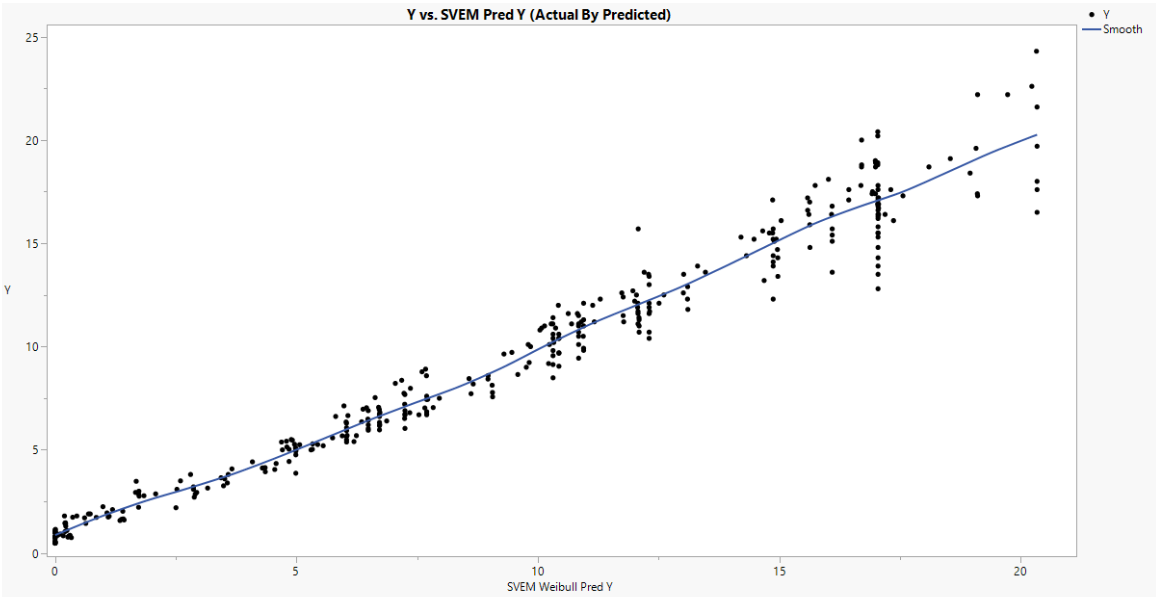 Y vs. SVEM Pred Y (Actual By Predicted)
Y
Smooth
25
20
15
10
5
0
Y
0 5 10 15 20
SVEM Weibull Pred Y